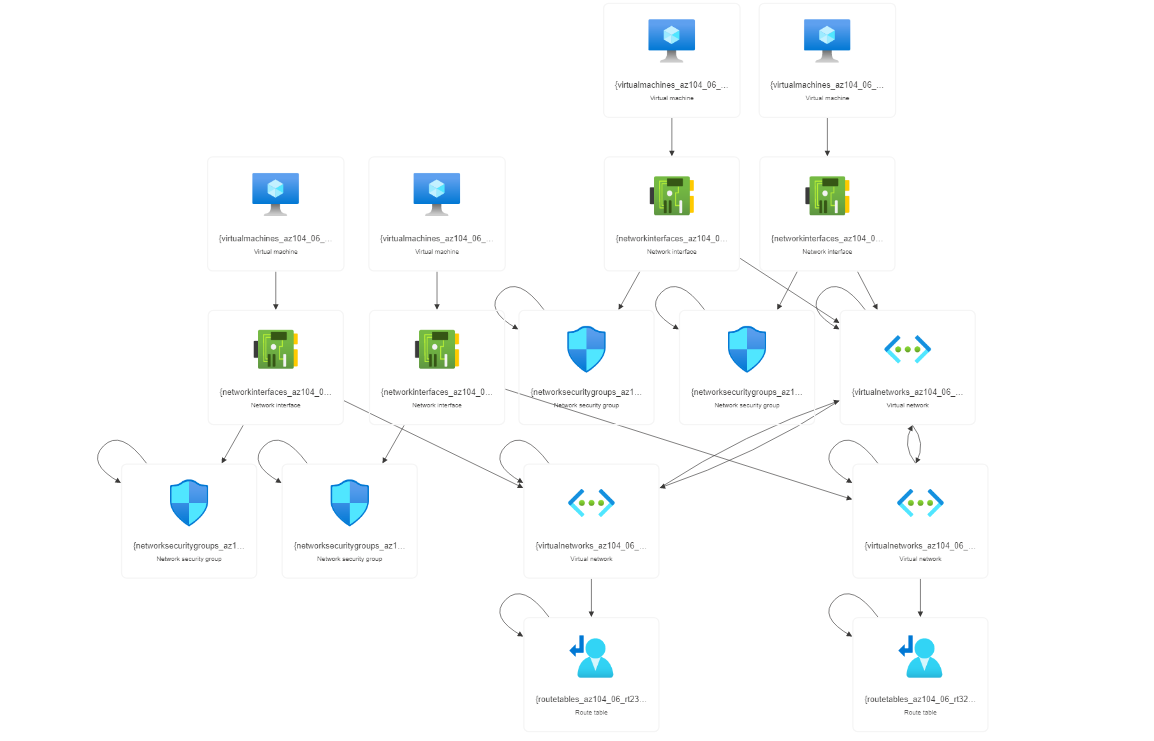 {virtualmachines_az104_06_...
Virtual machine
{virtualmachines_az104_06_...
Virtual machine
{virtualmachines_az104_06_...
Virtual machine
{virtualmachines_az104_06_...
Virtual machine
{networkinterfaces_az104_0...
Network interface
{networkinterfaces_az104_0...
Network interface
{networkinterfaces_az104_0...
Network interface
{networkinterfaces_az104_0...
Network interface
{networksecuritygroups_az1...
Network security group
{networksecuritygroups_az1...
Network security group
{virtualnetworks_az104_06_...
Virtual network
{networksecuritygroups_az1...
Network security group
{networksecuritygroups_az1...
Network security group
{virtualnetworks_az104_06_...
Virtual network
{virtualnetworks_az104_06_...
Virtual network
{routetables_az104_06_rt23...
Route table
{routetables_az104_06_rt32...
Route table